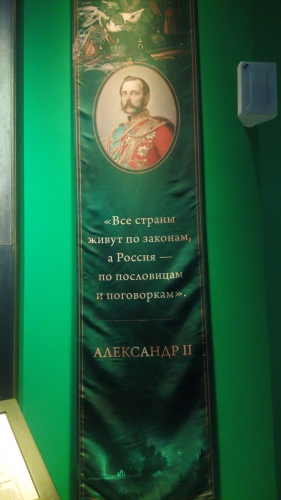 «Все страны
живут по законам,
а Россия —
по пословицам
и поговоркам».
АЛЕКСАНДР II